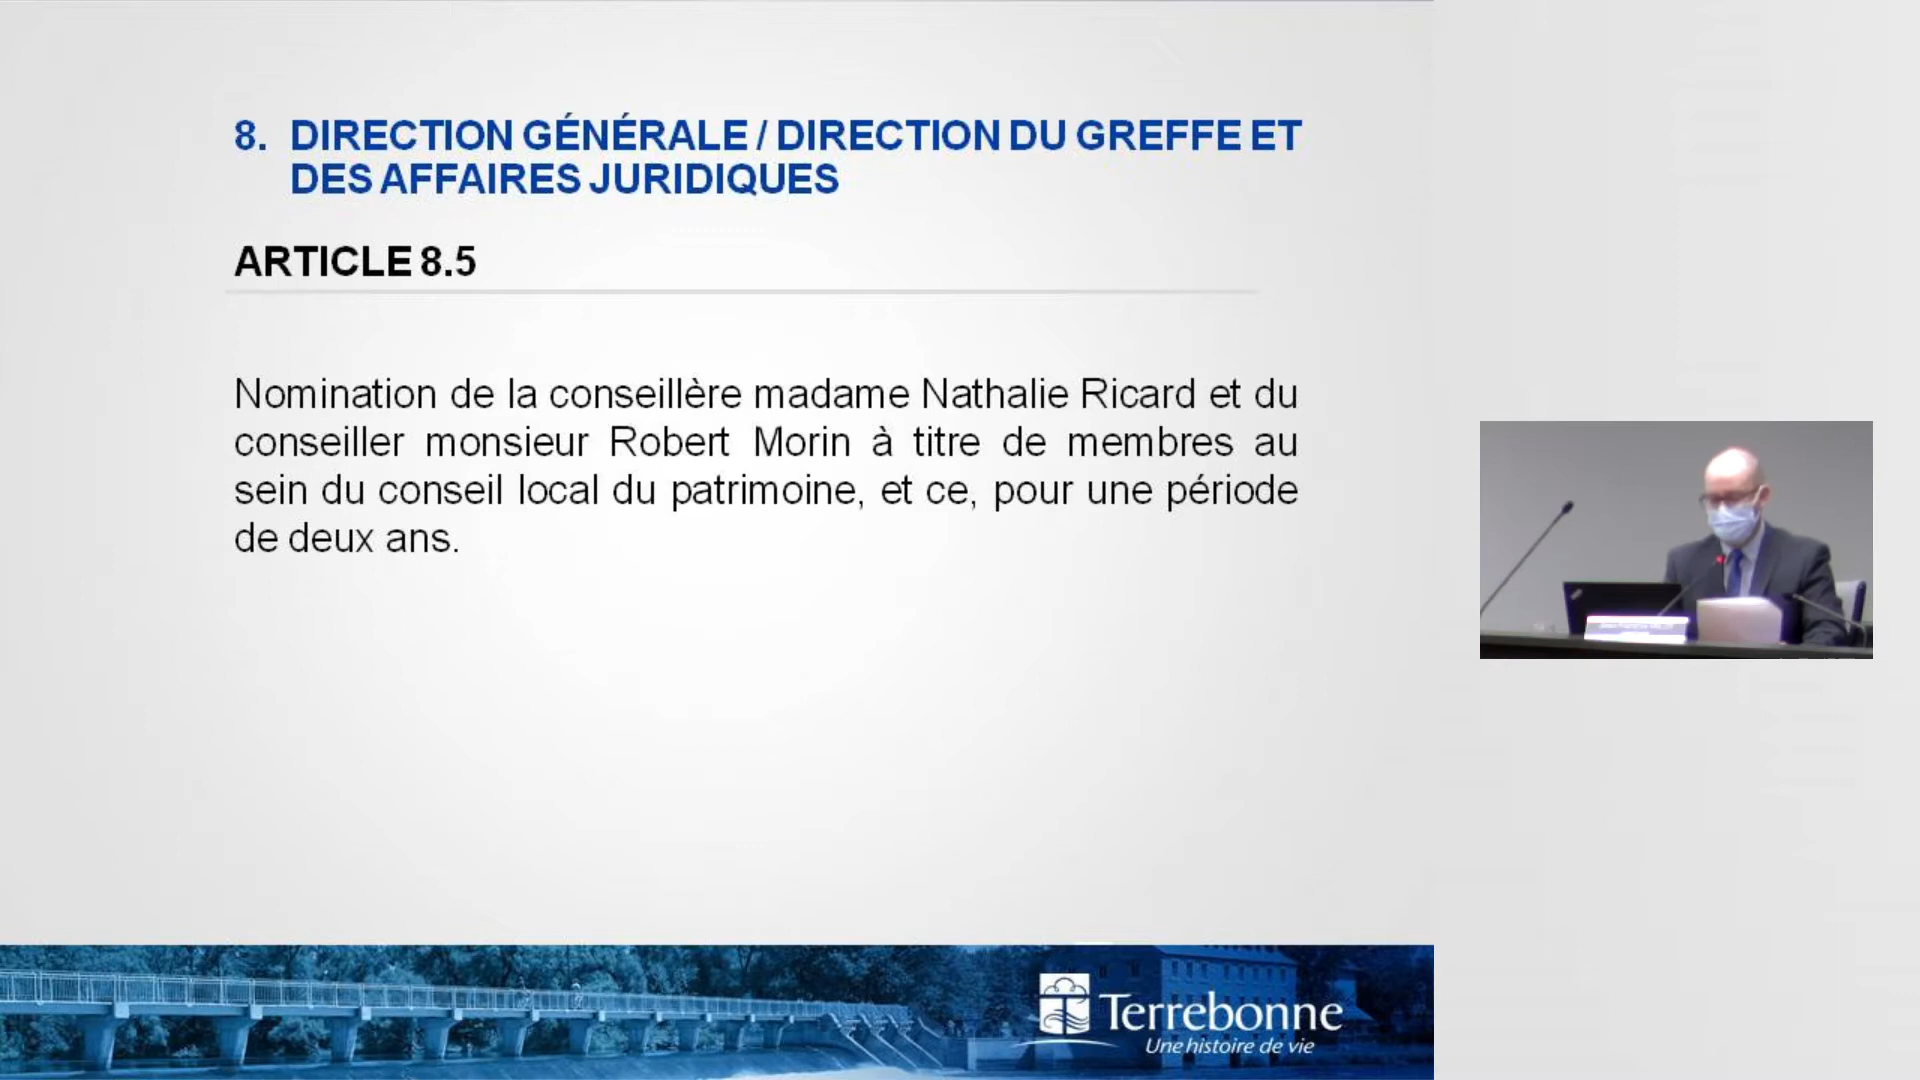 8. DIRECTION GÉNÉRALE / DIRECTION DU GREFFE ET
DES AFFAIRES JURIDIQUES
ARTICLE 8.5
Nomination de la conseillère madame Nathalie Ricard et du
conseiller monsieur Robert Morin à titre de membres au
sein du conseil local du patrimoine, et ce, pour une période
de deux ans.
Terrebonne
Une histoire de vie